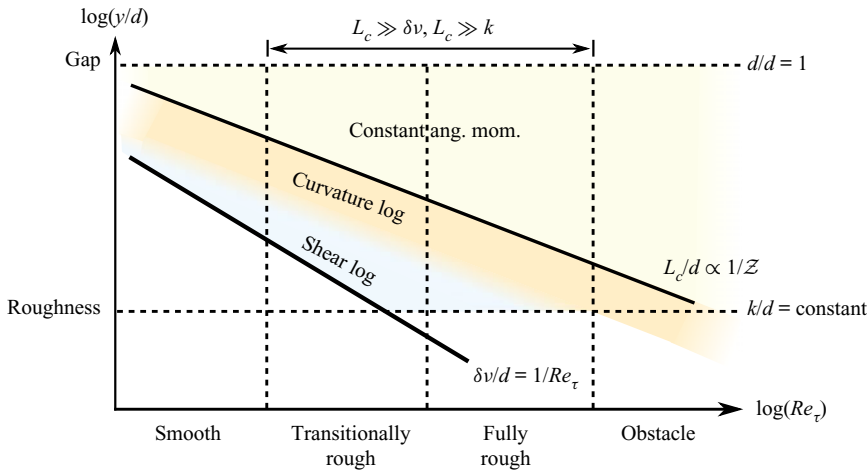 log(y/d)
L_c ≫ δν, L_c ≫ k
Gap
d/d = 1
Constant ang. mom.
Curvature log
Shear log
L_c/d ∝ 1/𝒵
Roughness
k/d = constant
δν/d = 1/Re_τ
log(Re_τ)
Smooth
Transitionally
rough
Fully
rough
Obstacle